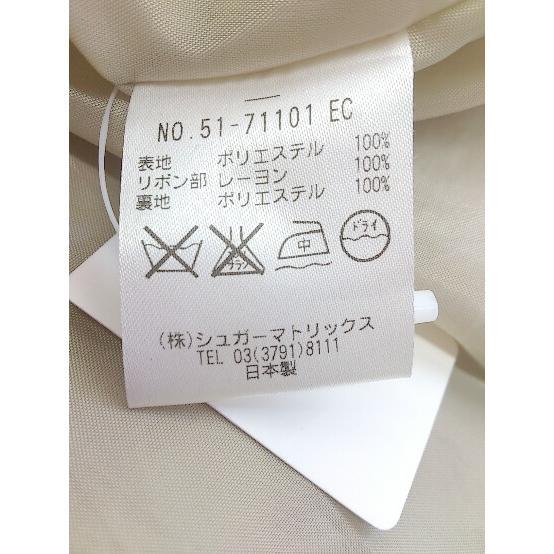 NO.51-71101 EC
表地 ポリエステル 100%
リボン部 レーヨン 100%
裏地 ポリエステル 100%
中
ドライ
(株)シュガーマトリックス
TEL 03(3791)8111
日本製